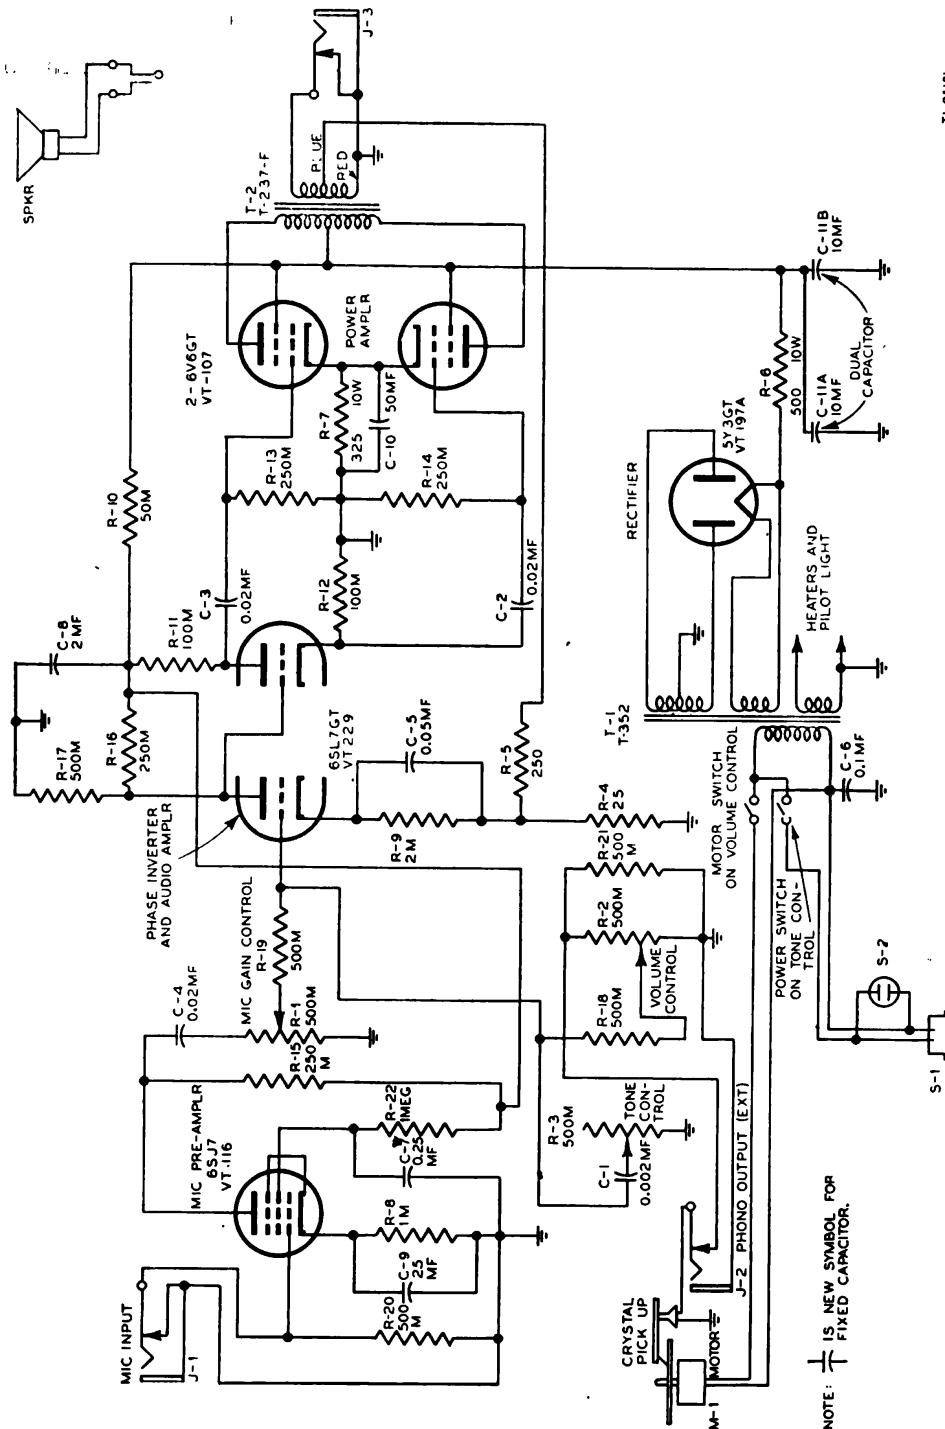 SPKR
J-3
BLUE
RED
T-2
T-237-F
2-6V6GT
VT-107
POWER
AMPLR
R-10
50M
C-8
2MF
R-11
100M
C-3
0.02MF
R-13
250M
R-7
325
10W
C-10
50MF
R-14
250M
R-12
100M
C-2
0.02MF
R-17
500M
R-16
250M
6SL7GT
VT229
PHASE INVERTER
AND AUDIO AMPLR
C-5
0.05MF
R-9
2M
R-5
250
R-4
25
MIC GAIN CONTROL
R-19
500M
C-4
0.02MF
R-1
500M
R-15
250
M
MIC PRE-AMPLR
6SJ7
VT-116
R-22
1MEG
C-7
0.25
MF
R-8
1M
C-9
25
MF
R-20
500
M
MIC INPUT
J-1
R-21
500
M
R-2
500M
VOLUME
CONTROL
R-18
500M
R-3
500M
TONE
CON-
TROL
C-1
0.002MF
RECTIFIER
5Y3GT
VT197A
R-6
500
10W
C-11A
10MF
C-11B
10MF
DUAL
CAPACITOR
HEATERS AND
PILOT LIGHT
T-1
T-352
C-6
0.1MF
MOTOR SWITCH
ON VOLUME CONTROL
POWER SWITCH
ON TONE CON-
TROL
S-2
S-1
J-2 PHONO OUTPUT (EXT)
CRYSTAL
PICK UP
MOTOR
M-1
NOTE: IS NEW SYMBOL FOR
FIXED CAPACITOR.